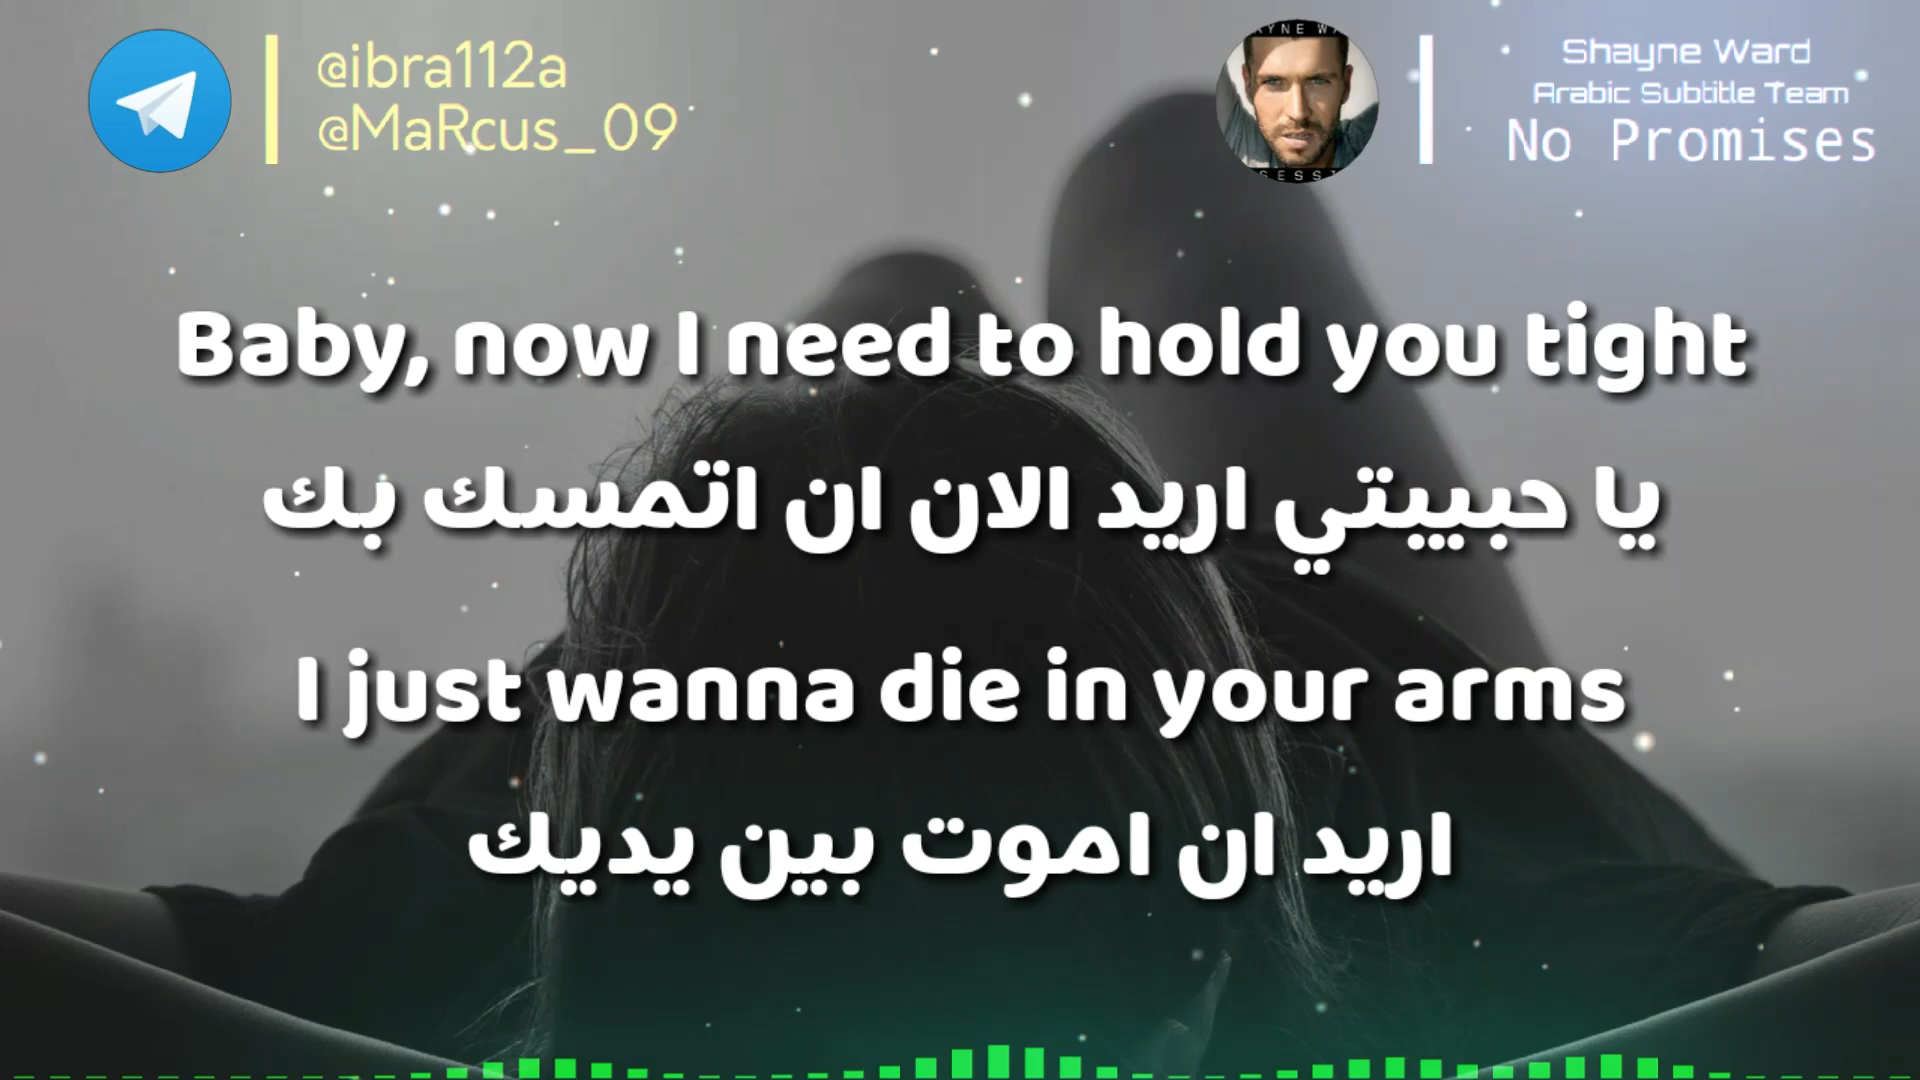 @ibra112a
@MaRcus_09
Shayne Ward
Arabic Subtitle Team
No Promises
Baby, now I need to hold you tight
يا حبيبتي اريد الان ان اتمسك بك
I just wanna die in your arms
اريد ان اموت بين يديك